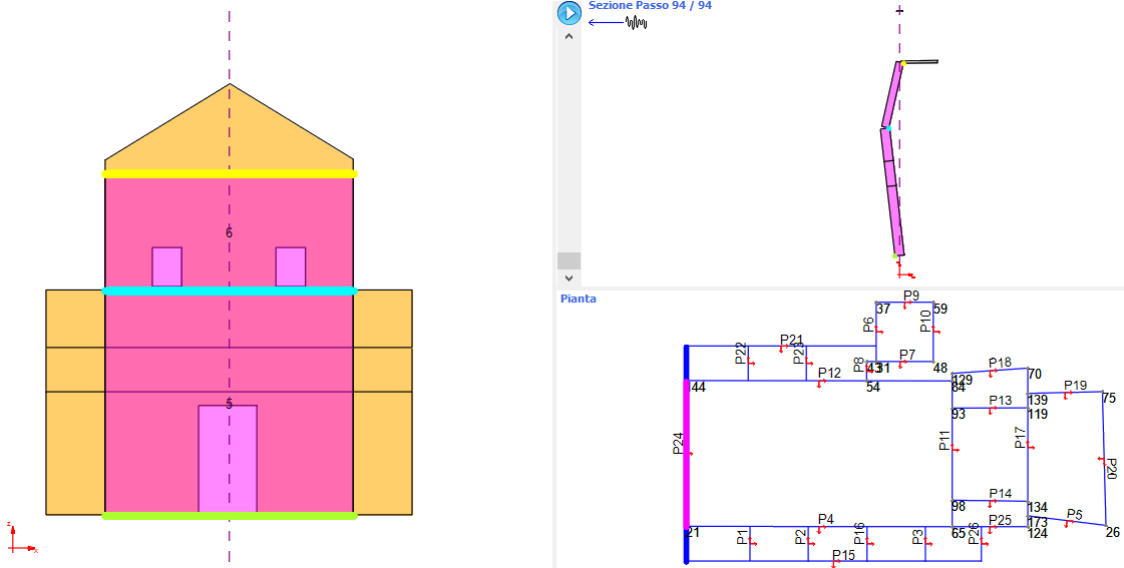 Sezione Passo 94 / 94
6
5
z
x
Pianta
P9
37
59
P6
P10
P21
P22
P23
P8
P7
43
31
48
P18
70
129
84
P19
44
P12
54
P13
139
75
93
119
P24
P11
P17
P20
98
P14
134
21
P1
P2
P4
P16
P3
65
P26
P25
173
124
P5
26
P15